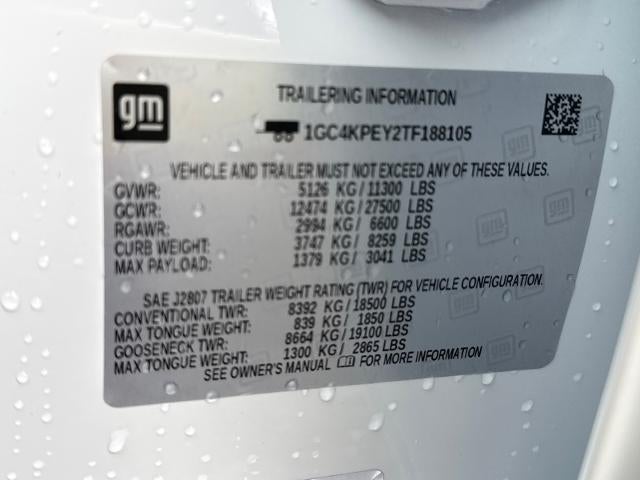 gm
TRAILERING INFORMATION
1GC4KPEY2TF188105
VEHICLE AND TRAILER MUST NOT EXCEED ANY OF THESE VALUES.
GVWR: 5126 KG/11300 LBS
GCWR: 12474 KG/27500 LBS
RGAWR: 2994 KG/ 6600 LBS
CURB WEIGHT: 3747 KG/ 8259 LBS
MAX PAYLOAD: 1379 KG/ 3041 LBS
SAE J2807 TRAILER WEIGHT RATING (TWR) FOR VEHICLE CONFIGURATION.
CONVENTIONAL TWR: 8392 KG/18500 LBS
MAX TONGUE WEIGHT: 839 KG/ 1850 LBS
GOOSENECK TWR: 8664 KG/19100 LBS
MAX TONGUE WEIGHT: 1300 KG/ 2865 LBS
SEE OWNER'S MANUAL FOR MORE INFORMATION